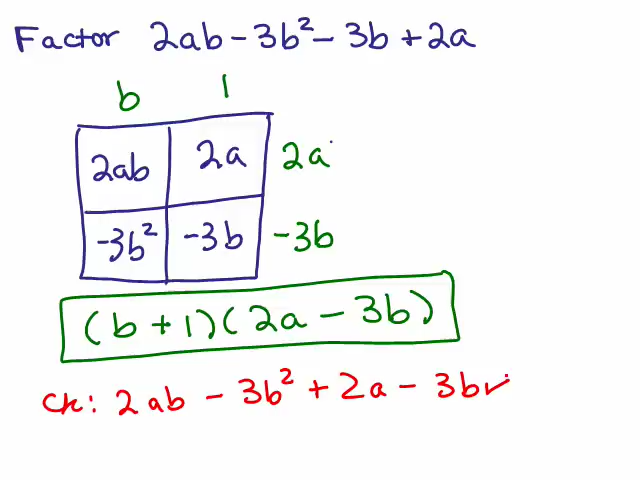 Factor 2ab - 3b² - 3b + 2a
b 1
2ab 2a 2a
-3b² -3b -3b
(b + 1)(2a - 3b)
Ck: 2ab - 3b² + 2a - 3b ✓